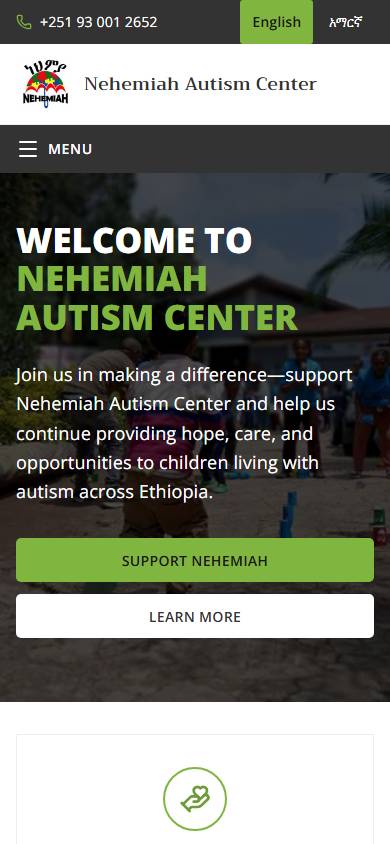 +251 93 001 2652
English
አማርኛ
ነህምያ
NEHEMIAH
Nehemiah Autism Center
MENU
WELCOME TO
NEHEMIAH
AUTISM CENTER
Join us in making a difference—support
Nehemiah Autism Center and help us
continue providing hope, care, and
opportunities to children living with
autism across Ethiopia.
SUPPORT NEHEMIAH
LEARN MORE